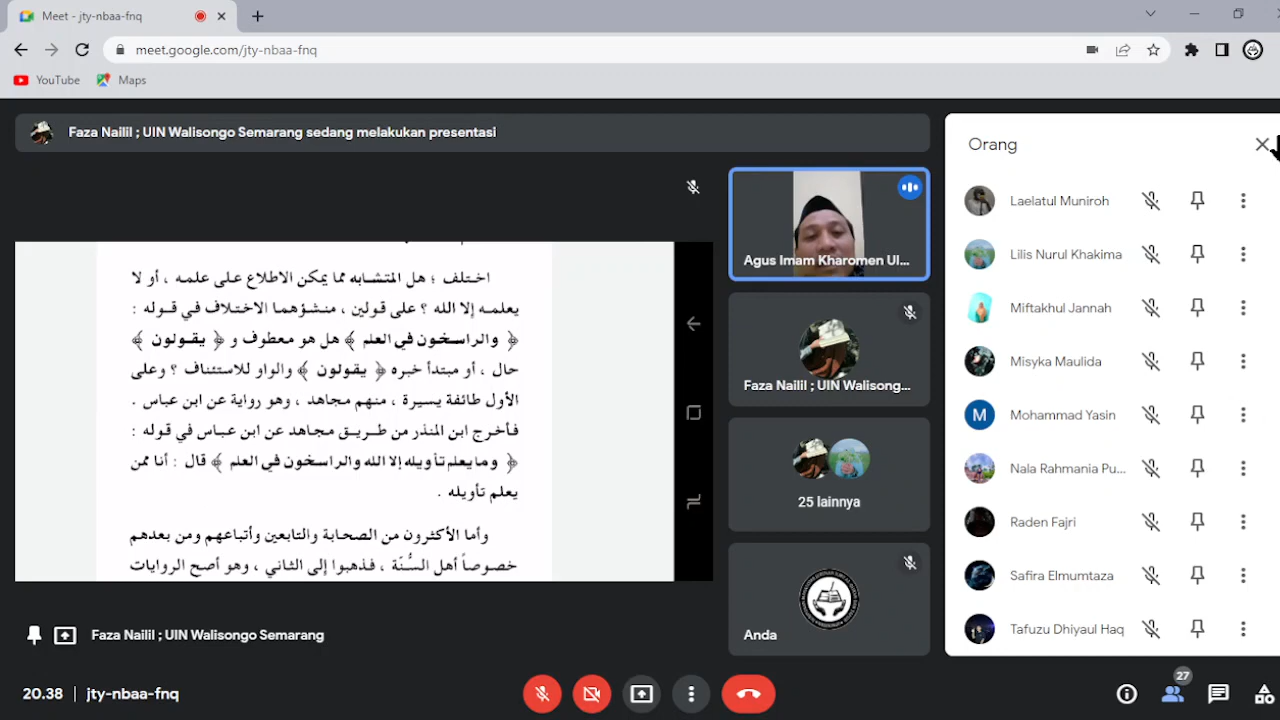 Meet - jty-nbaa-fnq
meet.google.com/jty-nbaa-fnq
YouTube
Maps
Faza Nailil ; UIN Walisongo Semarang sedang melakukan presentasi
اختلف ؛ هل المتشابه مما يمكن الاطلاع على علمه ، أو لا
يعلمه إلا الله ؟ على قولين ، منشؤهما الاختلاف في قوله :
﴿ والراسخون في العلم ﴾ هل هو معطوف و ﴿ يقولون ﴾
حال ، أو مبتدأ خبره ﴿ يقولون ﴾ والواو للاستئناف ؟ وعلى
الأول طائفة يسيرة ، منهم مجاهد ، وهو رواية عن ابن عباس .
فأخرج ابن المنذر من طريق مجاهد عن ابن عباس في قوله :
﴿ وما يعلم تأويله إلا الله والراسخون في العلم ﴾ قال : أنا ممن
يعلم تأويله .
وأما الأكثرون من الصحابة والتابعين وأتباعهم ومن بعدهم
خصوصاً أهل السُّنّة ، فذهبوا إلى الثاني ، وهو أصح الروايات
Faza Nailil ; UIN Walisongo Semarang
Agus Imam Kharomen UI...
Faza Nailil ; UIN Walisong...
25 lainnya
Anda
Orang
Laelatul Muniroh
Lilis Nurul Khakima
Miftakhul Jannah
Misyka Maulida
M
Mohammad Yasin
Nala Rahmania Pu...
Raden Fajri
Safira Elmumtaza
Tafuzu Dhiyaul Haq
20.38 | jty-nbaa-fnq
27